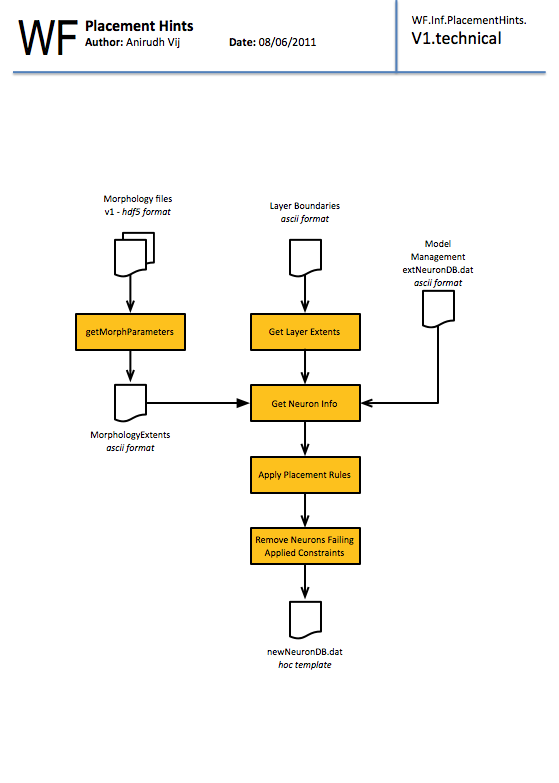 WF
Placement Hints
Author: Anirudh Vij Date: 08/06/2011
WF.Inf.PlacementHints.
V1.technical
Morphology files
v1 - hdf5 format
Layer Boundaries
ascii format
Model
Management
extNeuronDB.dat
ascii format
getMorphParameters
Get Layer Extents
Get Neuron Info
MorphologyExtents
ascii format
Apply Placement Rules
Remove Neurons Failing
Applied Constraints
newNeuronDB.dat
hoc template